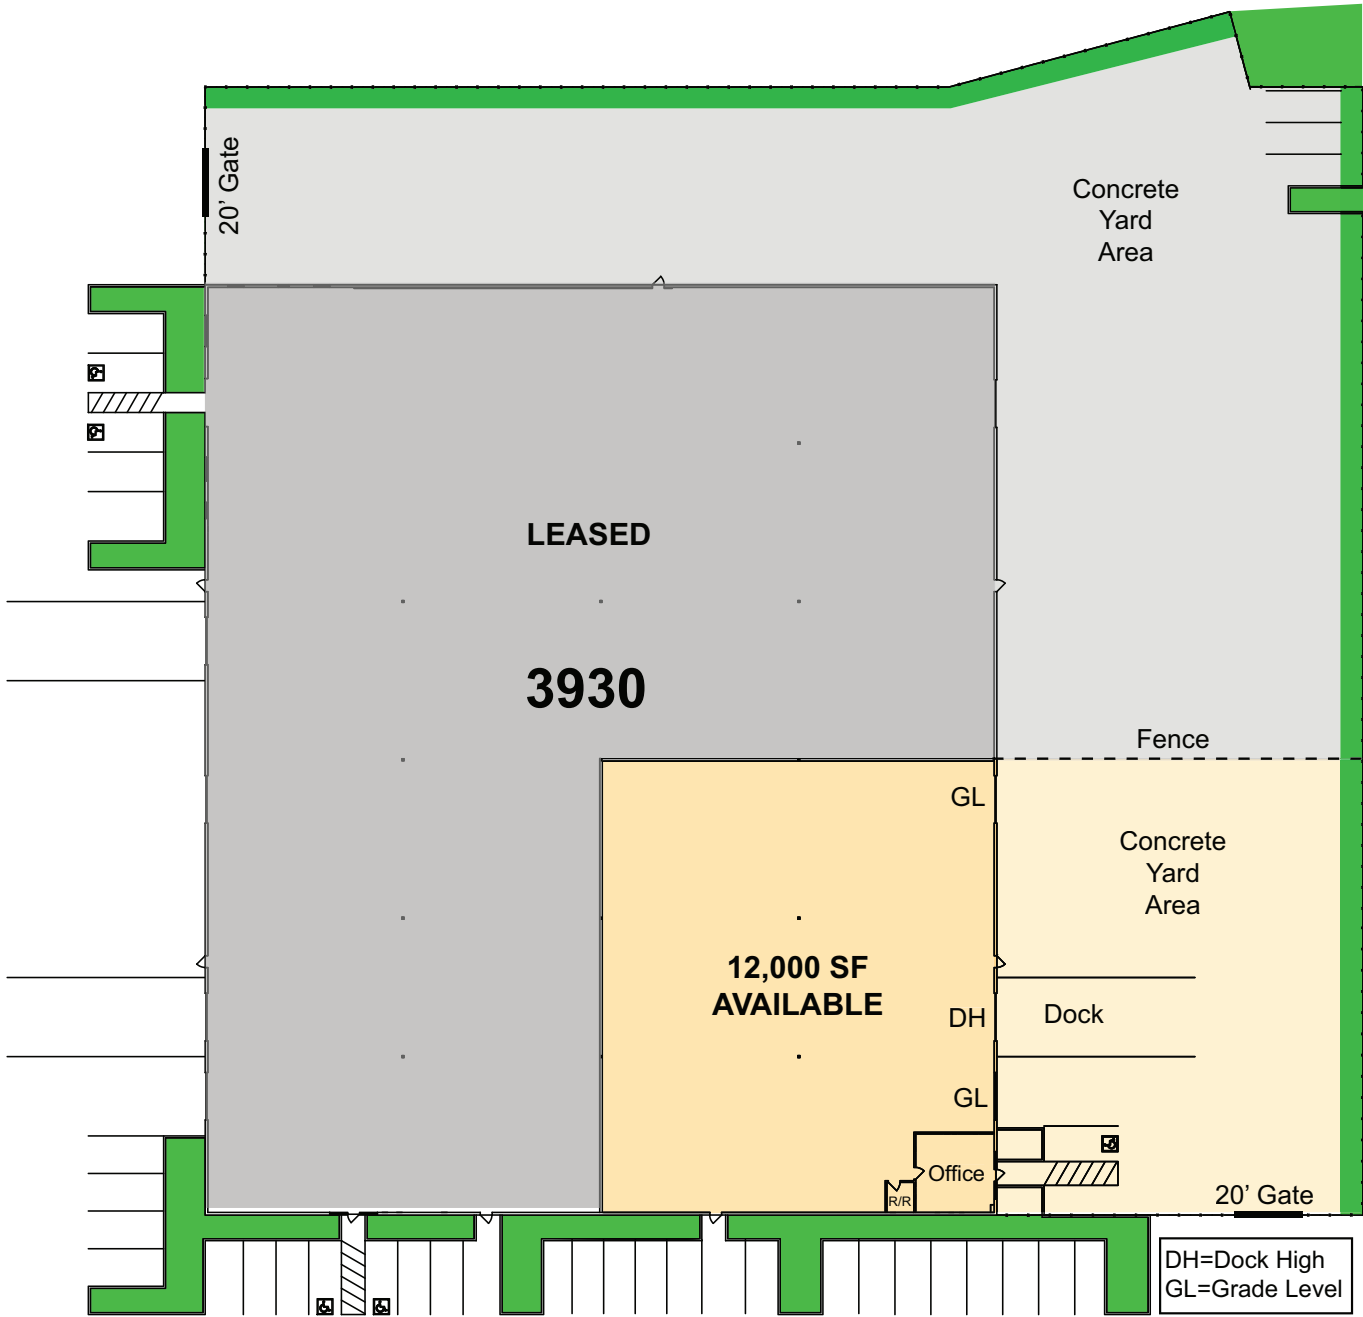 20' Gate
Concrete
Yard
Area
LEASED
3930
Fence
GL
Concrete
Yard
Area
12,000 SF
AVAILABLE
DH
Dock
GL
Office
R/R
20' Gate
DH=Dock High
GL=Grade Level